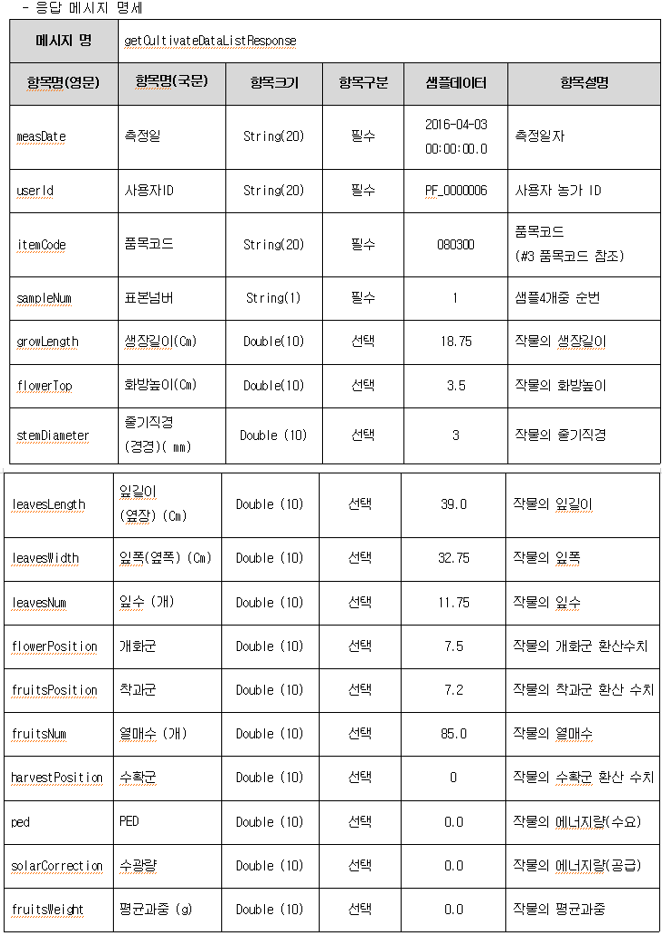 - 응답 메시지 명세
메시지 명 getCultivateDataListResponse
항목명(영문) 항목명(국문) 항목크기 항목구분 샘플데이터 항목설명
measDate 측정일 String(20) 필수 2016-04-03 00:00:00.0 측정일자
userId 사용자ID String(20) 필수 PF_0000006 사용자 농가 ID
itemCode 품목코드 String(20) 필수 080300 품목코드 (#3 품목코드 참조)
sampleNum 표본넘버 String(1) 필수 1 샘플4개중 순번
growLength 생장길이(Cm) Double(10) 선택 18.75 작물의 생장길이
flowerTop 화방높이(Cm) Double(10) 선택 3.5 작물의 화방높이
stemDiameter 줄기직경 (경경)( mm) Double (10) 선택 3 작물의 줄기직경
leavesLength 잎길이 (엽장) (Cm) Double (10) 선택 39.0 작물의 잎길이
leavesWidth 잎폭(엽폭) (Cm) Double (10) 선택 32.75 작물의 잎폭
leavesNum 잎수 (개) Double (10) 선택 11.75 작물의 잎수
flowerPosition 개화군 Double (10) 선택 7.5 작물의 개화군 환산수치
fruitsPosition 착과군 Double (10) 선택 7.2 작물의 착과군 환산 수치
fruitsNum 열매수 (개) Double (10) 선택 85.0 작물의 열매수
harvestPosition 수확군 Double (10) 선택 0 작물의 수확군 환산 수치
ped PED Double (10) 선택 0.0 작물의 에너지량(수요)
solarCorrection 수광량 Double (10) 선택 0.0 작물의 에너지량(공급)
fruitsWeight 평균과중 (g) Double (10) 선택 0.0 작물의 평균과중